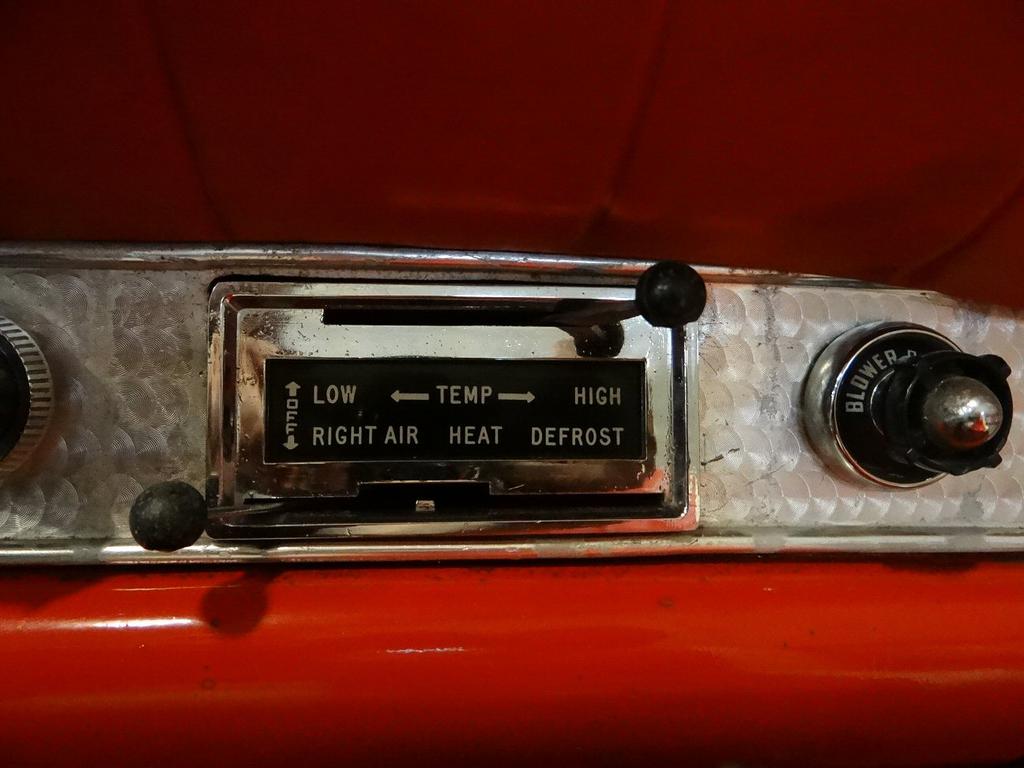 OFF
LOW ← TEMP → HIGH
RIGHT AIR HEAT DEFROST
BLOWER